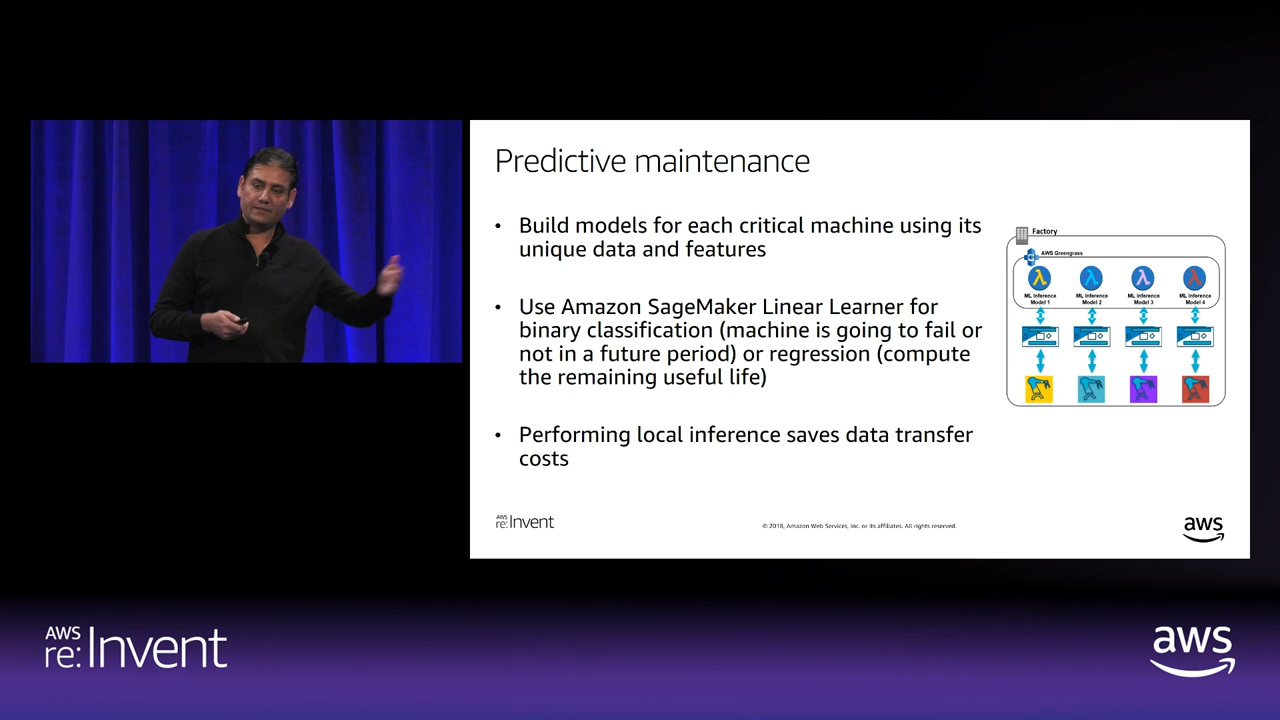 Predictive maintenance
• Build models for each critical machine using its
unique data and features
• Use Amazon SageMaker Linear Learner for
binary classification (machine is going to fail or
not in a future period) or regression (compute
the remaining useful life)
• Performing local inference saves data transfer
costs
Factory
AWS Greengrass
ML Inference
Model 1
ML Inference
Model 2
ML Inference
Model 3
ML Inference
Model 4
AWS
re:Invent
© 2018, Amazon Web Services, Inc. or its affiliates. All rights reserved.
aws
AWS
re:Invent
aws